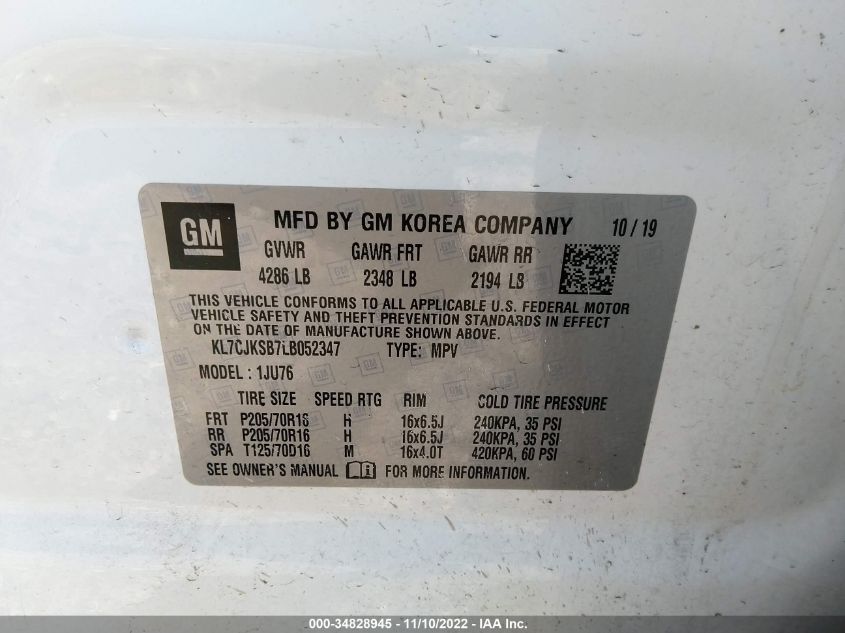 GM
MFD BY GM KOREA COMPANY 10/19
GVWR GAWR FRT GAWR RR
4286 LB 2348 LB 2194 LB
THIS VEHICLE CONFORMS TO ALL APPLICABLE U.S. FEDERAL MOTOR
VEHICLE SAFETY AND THEFT PREVENTION STANDARDS IN EFFECT
ON THE DATE OF MANUFACTURE SHOWN ABOVE.
KL7CJKSB7LB052347 TYPE: MPV
MODEL : 1JU76
TIRE SIZE SPEED RTG RIM COLD TIRE PRESSURE
FRT P205/70R16 H 16x6.5J 240KPA, 35 PSI
RR P205/70R16 H 16x6.5J 240KPA, 35 PSI
SPA T125/70D16 M 16x4.0T 420KPA, 60 PSI
SEE OWNER'S MANUAL FOR MORE INFORMATION.
000-34828945 - 11/10/2022 - IAA Inc.